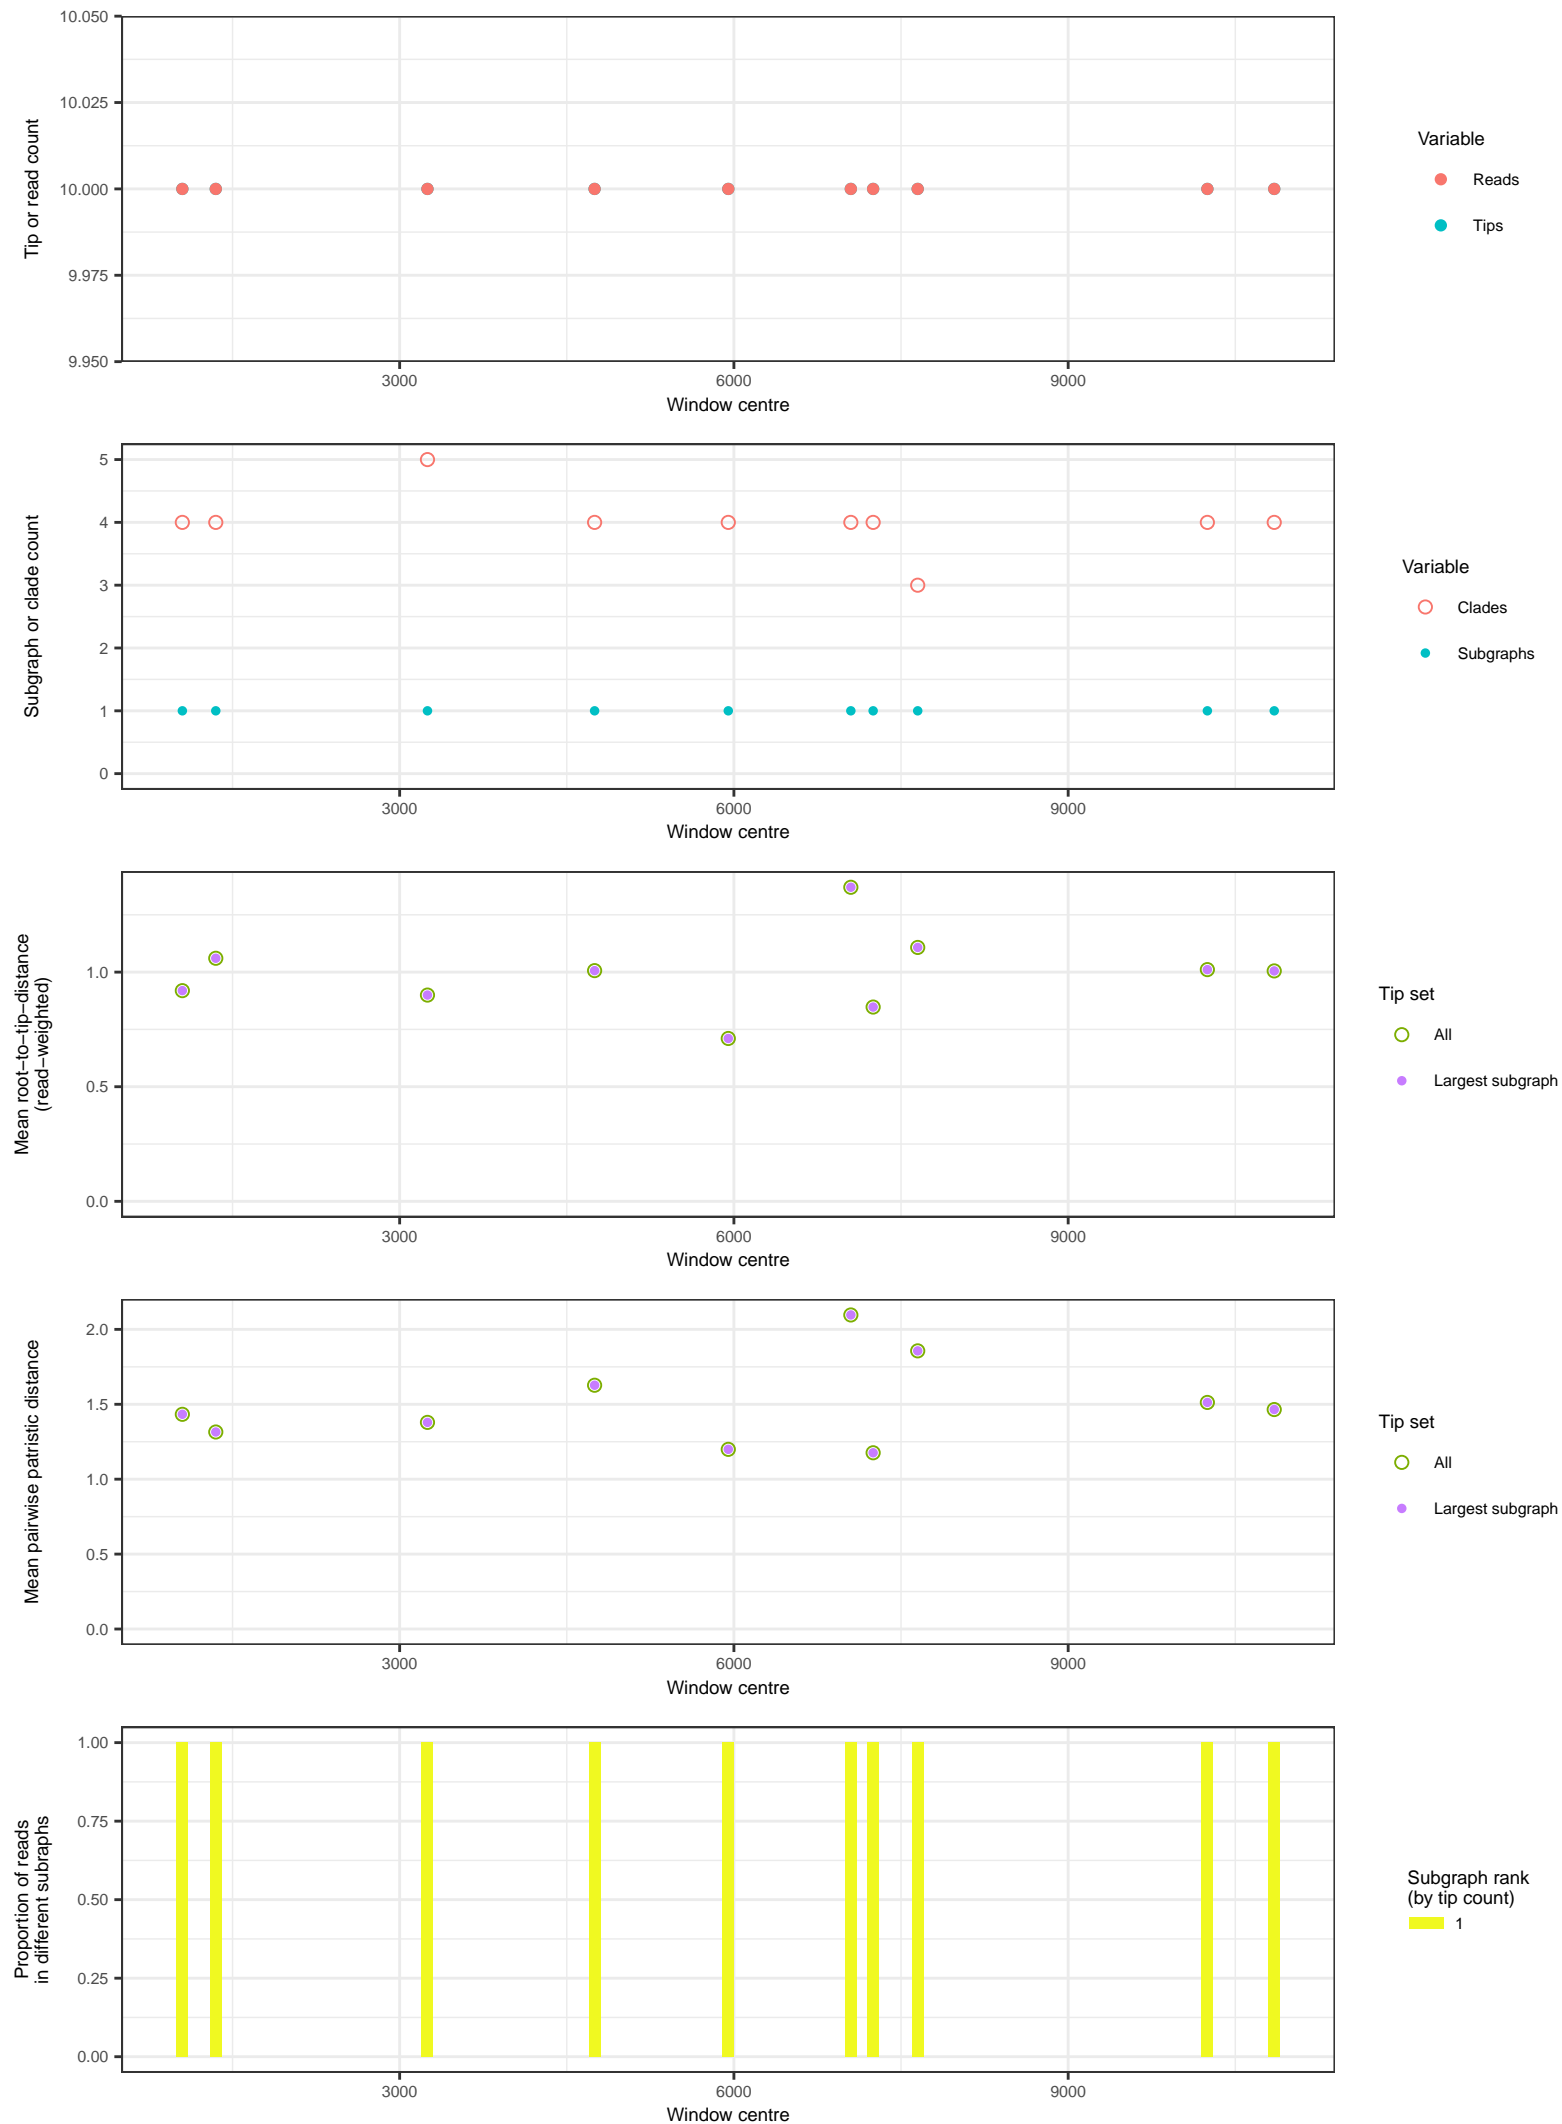 10.050
10.025
10.000
9.975
9.950
Tip or read count
3000
6000
9000
Window centre
Variable
Reads
Tips
5
4
3
2
1
0
Subgraph or clade count
3000
6000
9000
Window centre
Variable
Clades
Subgraphs
1.0
0.5
0.0
Mean root−to−tip−distance
(read−weighted)
3000
6000
9000
Window centre
Tip set
All
Largest subgraph
2.0
1.5
1.0
0.5
0.0
Mean pairwise patristic distance
3000
6000
9000
Window centre
Tip set
All
Largest subgraph
1.00
0.75
0.50
0.25
0.00
Proportion of reads
in different subraphs
3000
6000
9000
Window centre
Subgraph rank
(by tip count)
1